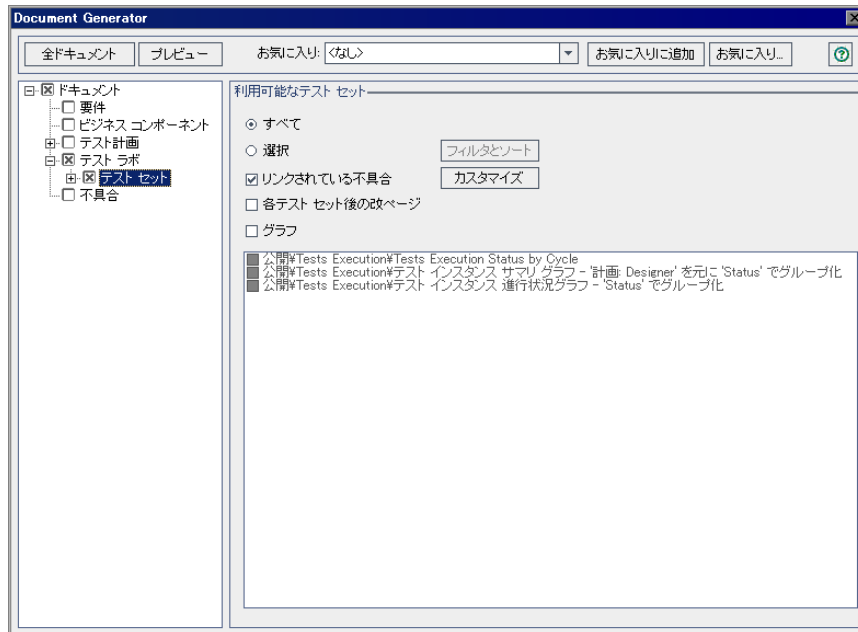 Document Generator
全ドキュメント プレビュー お気に入り: <なし> お気に入りに追加 お気に入り...
ドキュメント
要件
ビジネス コンポーネント
テスト計画
テスト ラボ
テスト セット
不具合
利用可能なテスト セット
すべて
選択 フィルタとソート
リンクされている不具合 カスタマイズ
各テスト セット後の改ページ
グラフ
公開¥Tests Execution¥Tests Execution Status by Cycle
公開¥Tests Execution¥テスト インスタンス サマリ グラフ - '計画: Designer' を元に 'Status' でグループ化
公開¥Tests Execution¥テスト インスタンス 進行状況グラフ - 'Status' でグループ化